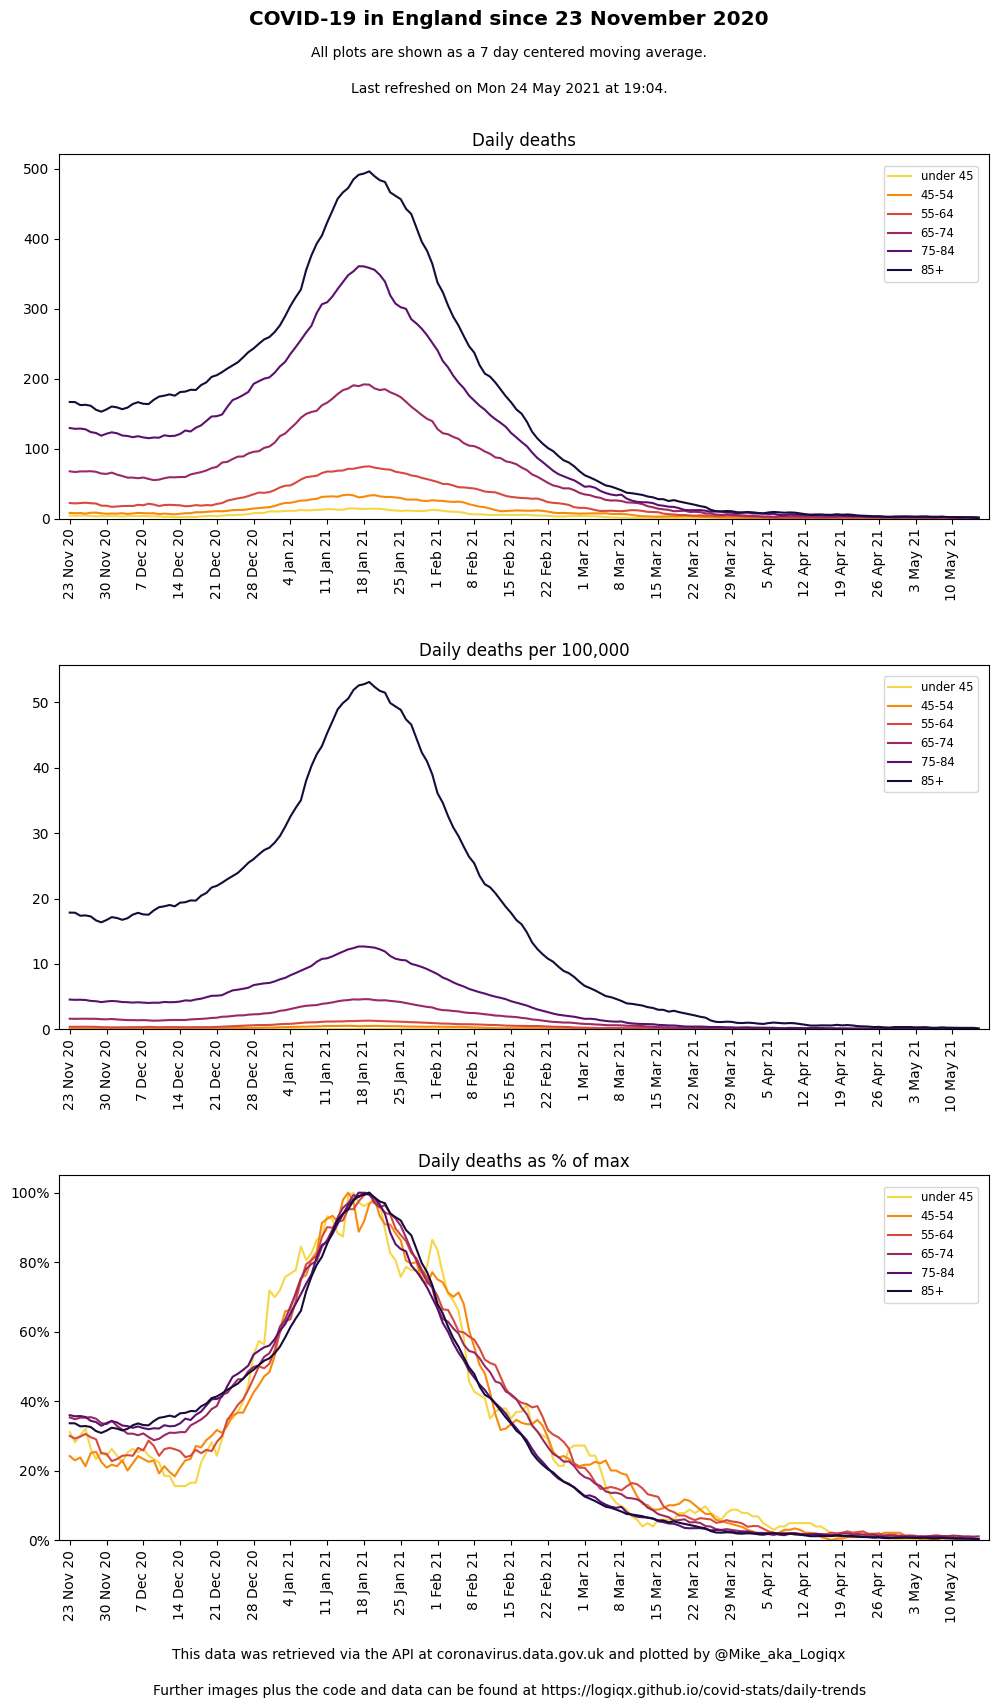 COVID-19 in England since 23 November 2020
All plots are shown as a 7 day centered moving average.
Last refreshed on Mon 24 May 2021 at 19:04.
Daily deaths
500
400
300
200
100
0
under 45
45-54
55-64
65-74
75-84
85+
23 Nov 20
30 Nov 20
7 Dec 20
14 Dec 20
21 Dec 20
28 Dec 20
4 Jan 21
11 Jan 21
18 Jan 21
25 Jan 21
1 Feb 21
8 Feb 21
15 Feb 21
22 Feb 21
1 Mar 21
8 Mar 21
15 Mar 21
22 Mar 21
29 Mar 21
5 Apr 21
12 Apr 21
19 Apr 21
26 Apr 21
3 May 21
10 May 21
Daily deaths per 100,000
50
40
30
20
10
0
under 45
45-54
55-64
65-74
75-84
85+
23 Nov 20
30 Nov 20
7 Dec 20
14 Dec 20
21 Dec 20
28 Dec 20
4 Jan 21
11 Jan 21
18 Jan 21
25 Jan 21
1 Feb 21
8 Feb 21
15 Feb 21
22 Feb 21
1 Mar 21
8 Mar 21
15 Mar 21
22 Mar 21
29 Mar 21
5 Apr 21
12 Apr 21
19 Apr 21
26 Apr 21
3 May 21
10 May 21
Daily deaths as % of max
100%
80%
60%
40%
20%
0%
under 45
45-54
55-64
65-74
75-84
85+
23 Nov 20
30 Nov 20
7 Dec 20
14 Dec 20
21 Dec 20
28 Dec 20
4 Jan 21
11 Jan 21
18 Jan 21
25 Jan 21
1 Feb 21
8 Feb 21
15 Feb 21
22 Feb 21
1 Mar 21
8 Mar 21
15 Mar 21
22 Mar 21
29 Mar 21
5 Apr 21
12 Apr 21
19 Apr 21
26 Apr 21
3 May 21
10 May 21
This data was retrieved via the API at coronavirus.data.gov.uk and plotted by @Mike_aka_Logiqx
Further images plus the code and data can be found at https://logiqx.github.io/covid-stats/daily-trends